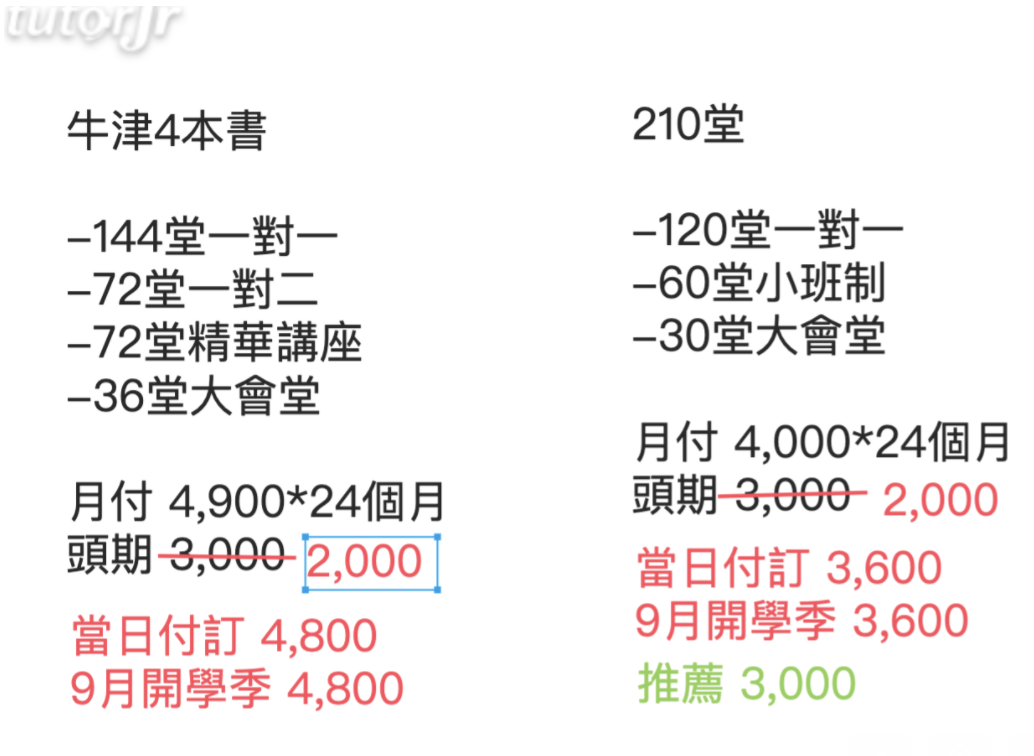 tutorJr
牛津4本書
–144堂一對一
–72堂一對二
–72堂精華講座
–36堂大會堂
月付 4,900*24個月
頭期 3,000 2,000
當日付訂 4,800
9月開學季 4,800
210堂
–120堂一對一
–60堂小班制
–30堂大會堂
月付 4,000*24個月
頭期 3,000 2,000
當日付訂 3,600
9月開學季 3,600
推薦 3,000